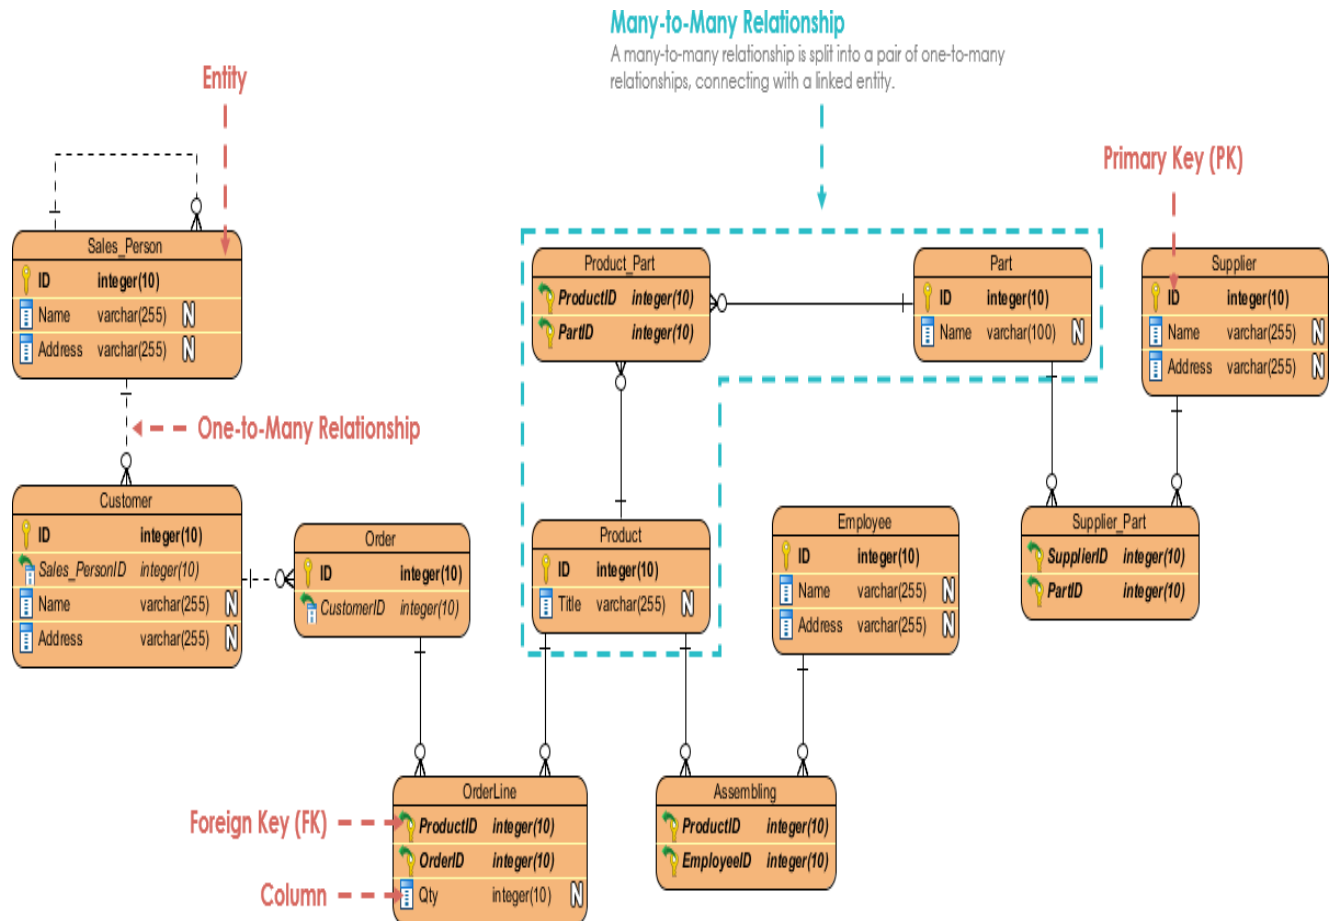 Many-to-Many Relationship
A many-to-many relationship is split into a pair of one-to-many
relationships, connecting with a linked entity.
Entity
Primary Key (PK)
Sales_Person
ID integer(10)
Name varchar(255) N
Address varchar(255) N
Product_Part
ProductID integer(10)
PartID integer(10)
Part
ID integer(10)
Name varchar(100) N
Supplier
ID integer(10)
Name varchar(255) N
Address varchar(255) N
One-to-Many Relationship
Customer
ID integer(10)
Sales_PersonID integer(10)
Name varchar(255) N
Address varchar(255) N
Order
ID integer(10)
CustomerID integer(10)
Product
ID integer(10)
Title varchar(255) N
Employee
ID integer(10)
Name varchar(255) N
Address varchar(255) N
Supplier_Part
SupplierID integer(10)
PartID integer(10)
OrderLine
ProductID integer(10)
OrderID integer(10)
Qty integer(10) N
Assembling
ProductID integer(10)
EmployeeID integer(10)
Foreign Key (FK)
Column